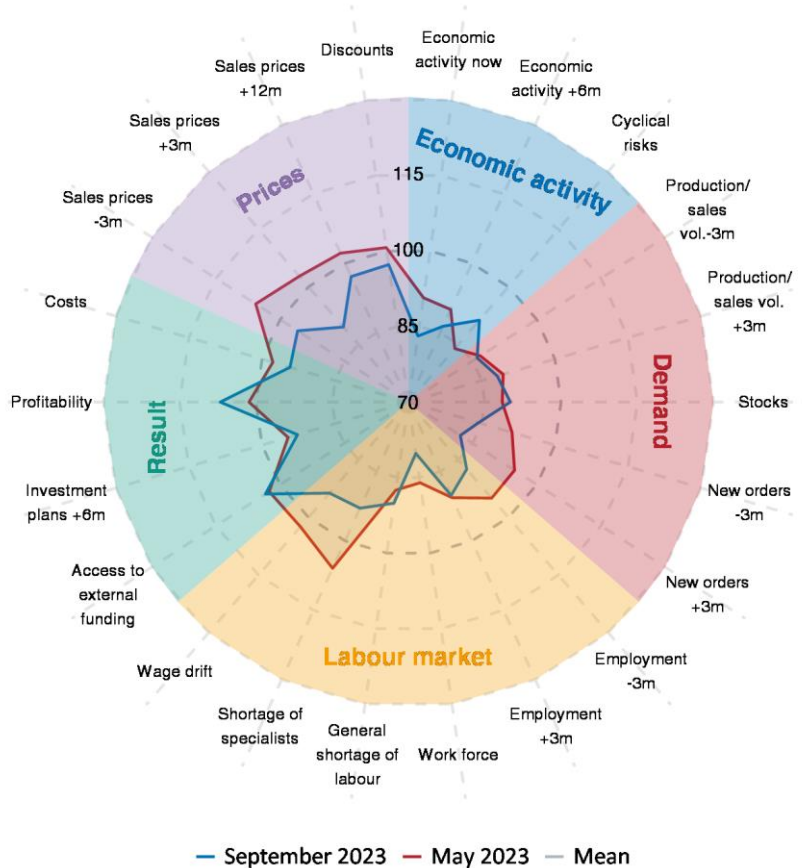 Economic
activity now
Economic
activity +6m
Cyclical
risks
Production/
sales
vol.-3m
Production/
sales vol.
+3m
Stocks
New orders
-3m
New orders
+3m
Employment
-3m
Employment
+3m
Work force
General
shortage of
labour
Shortage of
specialists
Wage drift
Access to
external
funding
Investment
plans +6m
Profitability
Costs
Sales prices
-3m
Sales prices
+3m
Sales prices
+12m
Discounts
Economic activity
Demand
Labour market
Result
Prices
115
100
85
70
September 2023
May 2023
Mean